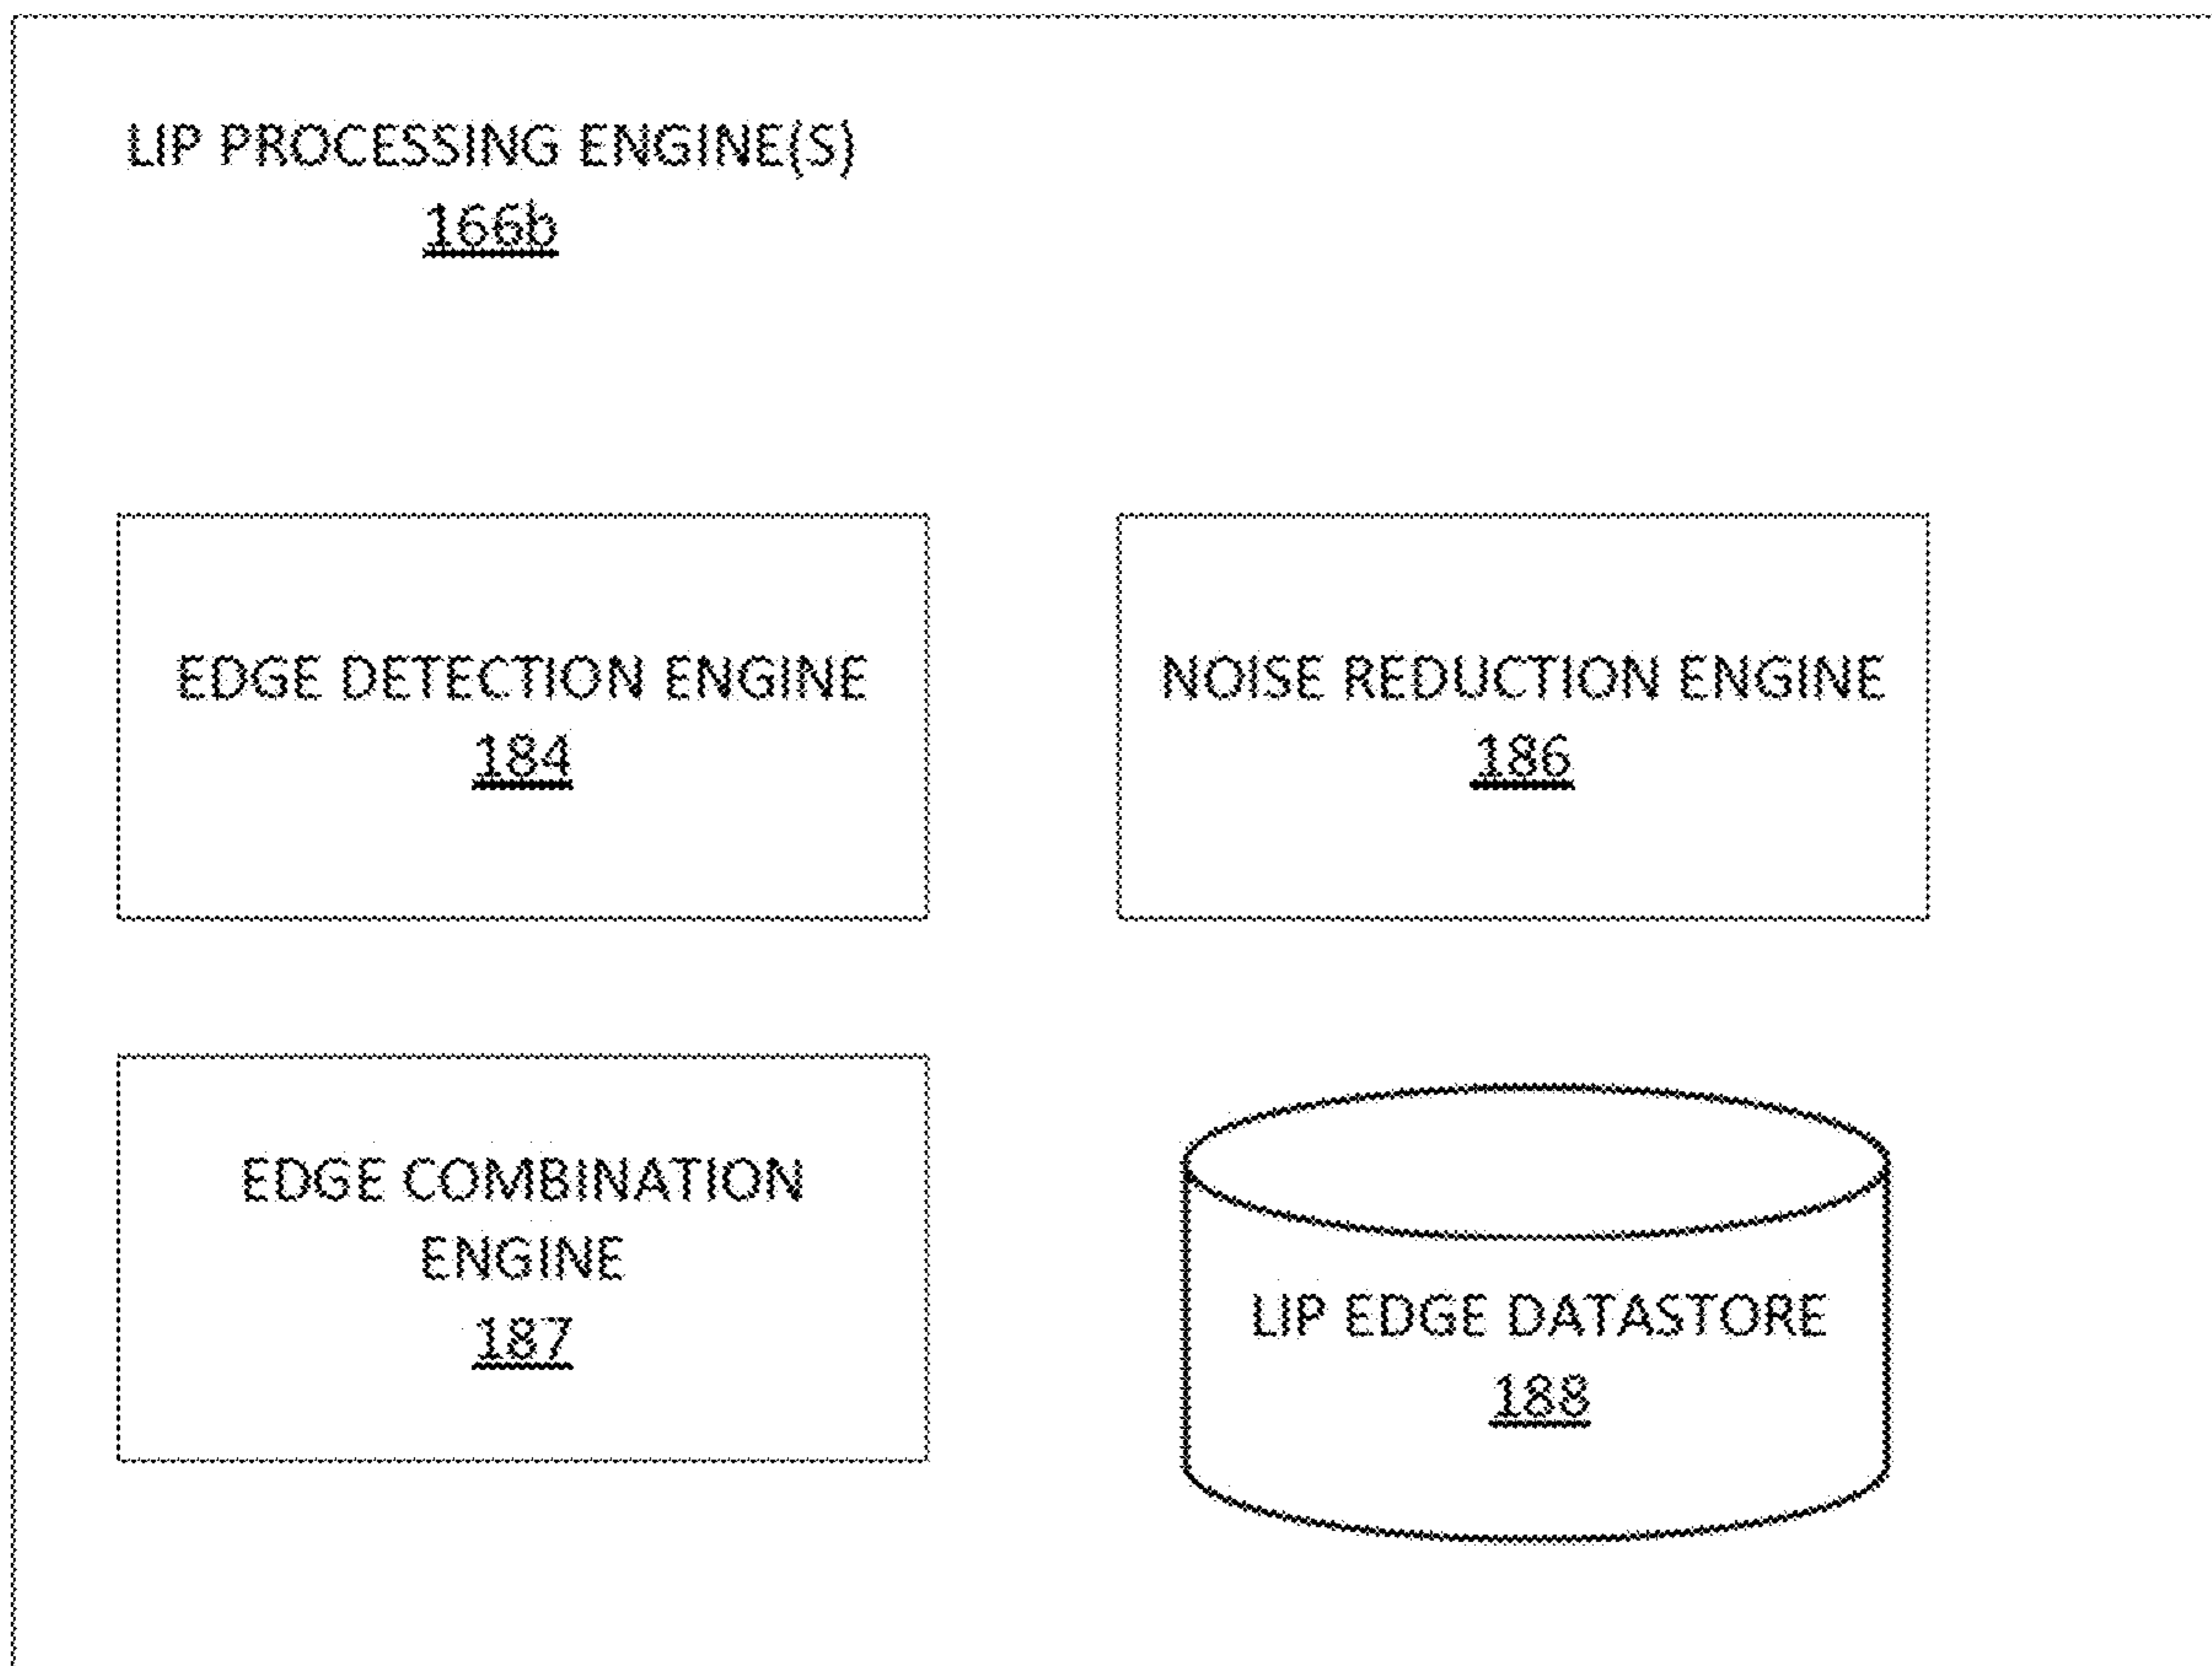 LIP PROCESSING ENGINE(S)
166b
EDGE DETECTION ENGINE
184
NOISE REDUCTION ENGINE
186
EDGE COMBINATION
ENGINE
187
LIP EDGE DATASTORE
188